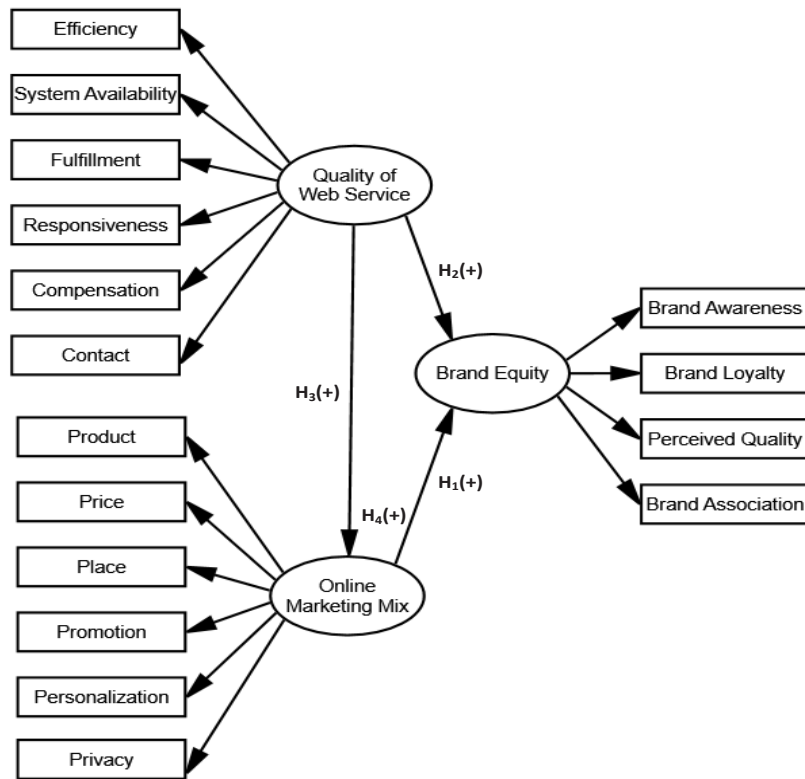 Efficiency
System Availability
Fulfillment
Responsiveness
Compensation
Contact
Quality of
Web Service
H₂(+)
H₃(+)
Brand Equity
Brand Awareness
Brand Loyalty
Perceived Quality
Brand Association
Product
Price
Place
Promotion
Personalization
Privacy
H₄(+)
H₁(+)
Online
Marketing Mix